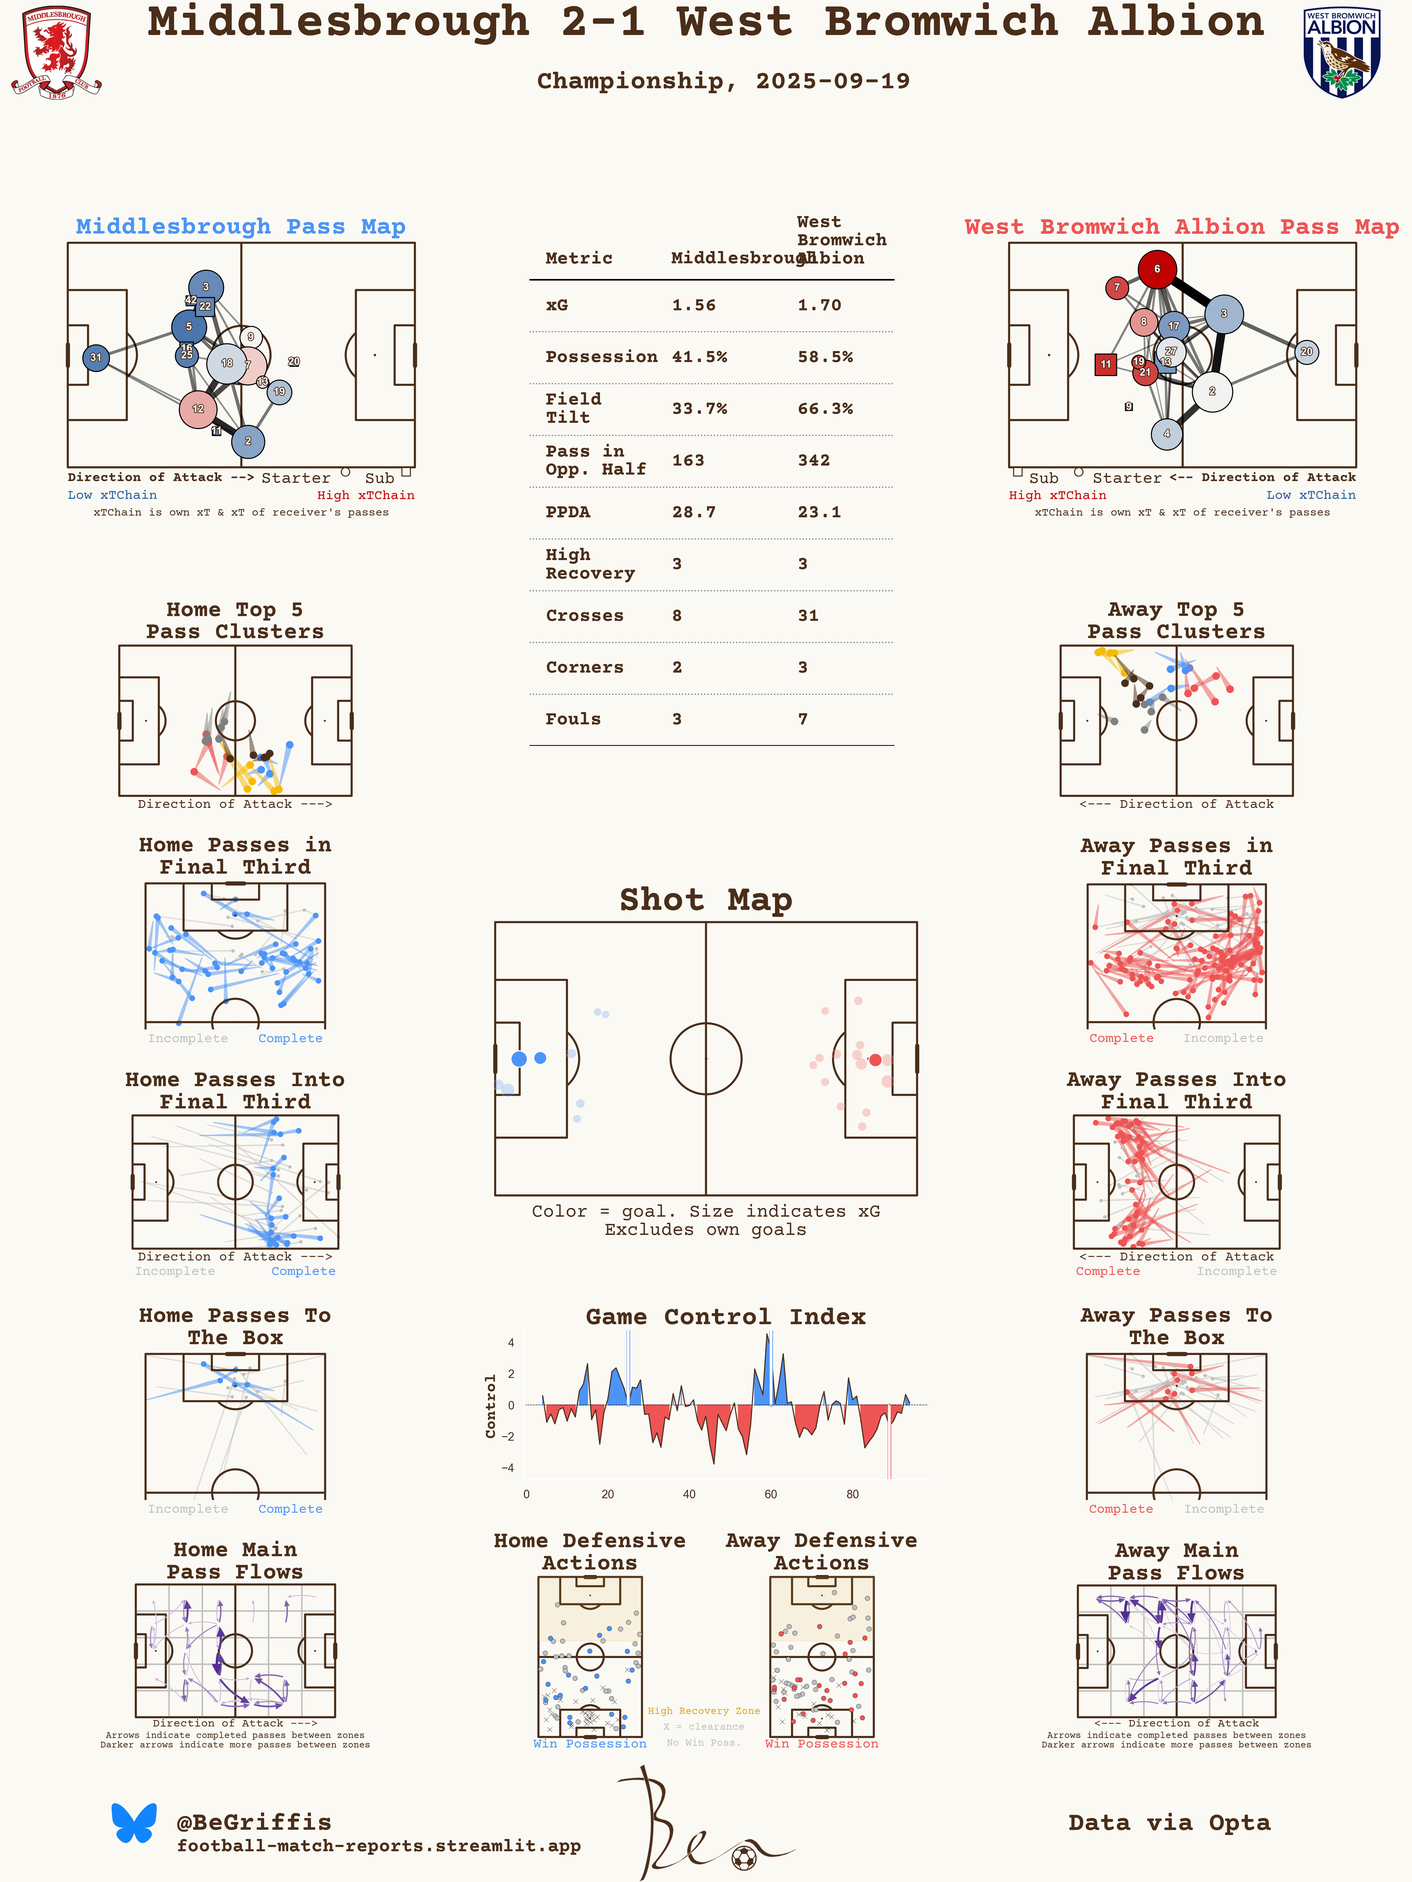 Middlesbrough 2-1 West Bromwich Albion
Championship, 2025-09-19
MIDDLESBROUGH
FOOTBALL CLUB
1876
WEST BROMWICH
ALBION
Middlesbrough Pass Map
3
42
22
5
16
25
31
9
18
7
20
13
19
12
11
2
Direction of Attack --> Starter Sub
Low xTChain High xTChain
xTChain is own xT & xT of receiver's passes
Metric Middlesbrough West Bromwich Albion
xG 1.56 1.70
Possession 41.5% 58.5%
Field Tilt 33.7% 66.3%
Pass in Opp. Half 163 342
PPDA 28.7 23.1
High Recovery 3 3
Crosses 8 31
Corners 2 3
Fouls 3 7
West Bromwich Albion Pass Map
6
7
3
8
17
27
20
11
19
13
21
2
9
4
Sub Starter <-- Direction of Attack
High xTChain Low xTChain
xTChain is own xT & xT of receiver's passes
Home Top 5
Pass Clusters
Direction of Attack --->
Away Top 5
Pass Clusters
<--- Direction of Attack
Home Passes in
Final Third
Incomplete Complete
Away Passes in
Final Third
Complete Incomplete
Shot Map
Color = goal. Size indicates xG
Excludes own goals
Home Passes Into
Final Third
Direction of Attack --->
Incomplete Complete
Away Passes Into
Final Third
<--- Direction of Attack
Complete Incomplete
Home Passes To
The Box
Incomplete Complete
Game Control Index
Control
4
2
0
−2
−4
0 20 40 60 80
Away Passes To
The Box
Complete Incomplete
Home Main
Pass Flows
Direction of Attack --->
Arrows indicate completed passes between zones
Darker arrows indicate more passes between zones
Home Defensive
Actions
Win Possession
High Recovery Zone
X = clearance
No Win Poss.
Away Defensive
Actions
Win Possession
Away Main
Pass Flows
<--- Direction of Attack
Arrows indicate completed passes between zones
Darker arrows indicate more passes between zones
@BeGriffis
football-match-reports.streamlit.app
Ben
Data via Opta